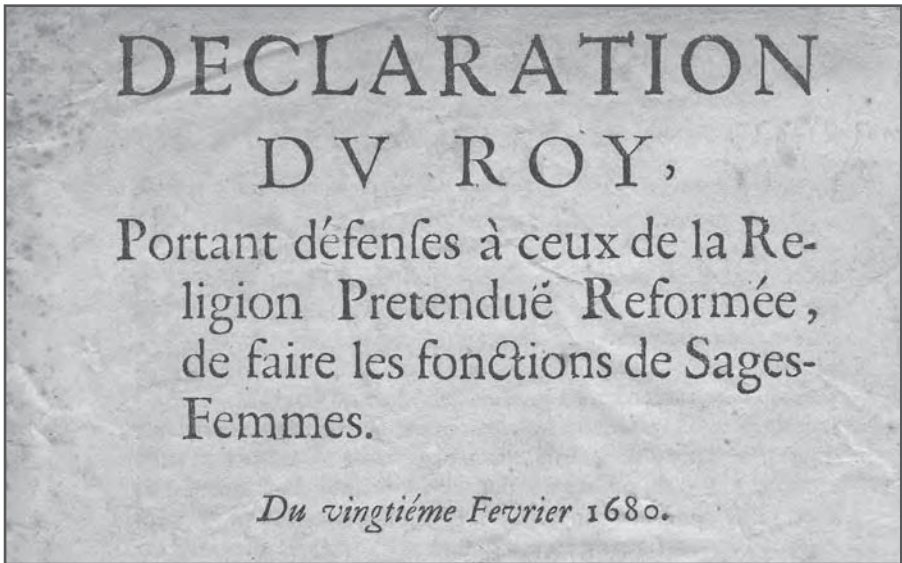 DECLARATION
DV ROY,
Portant défenſes à ceux de la Re-
ligion Pretenduë Reformée,
de faire les fonctions de Sages-
Femmes.
Du vingtiéme Fevrier 1680.